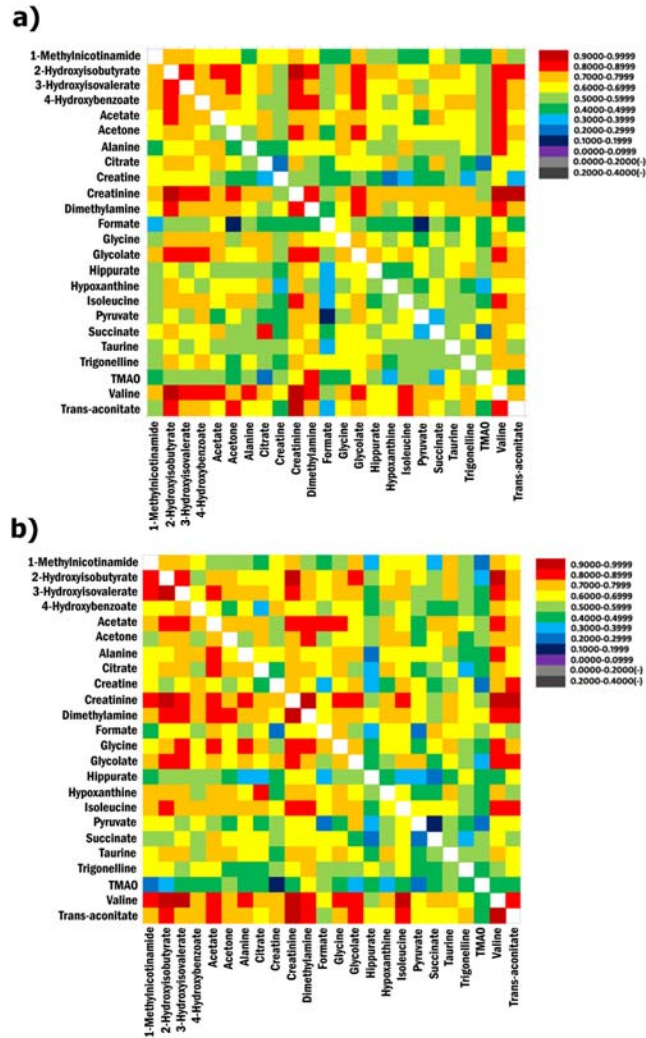 a)
1-Methylnicotinamide
2-Hydroxyisobutyrate
3-Hydroxyisovalerate
4-Hydroxybenzoate
Acetate
Acetone
Alanine
Citrate
Creatine
Creatinine
Dimethylamine
Formate
Glycine
Glycolate
Hippurate
Hypoxanthine
Isoleucine
Pyruvate
Succinate
Taurine
Trigonelline
TMAO
Valine
Trans-aconitate
0.9000-0.9999
0.8000-0.8999
0.7000-0.7999
0.6000-0.6999
0.5000-0.5999
0.4000-0.4999
0.3000-0.3999
0.2000-0.2999
0.1000-0.1999
0.0000-0.0999
0.0000-0.2000(-)
0.2000-0.4000(-)
1-Methylnicotinamide
2-Hydroxyisobutyrate
3-Hydroxyisovalerate
4-Hydroxybenzoate
Acetate
Acetone
Alanine
Citrate
Creatine
Creatinine
Dimethylamine
Formate
Glycine
Glycolate
Hippurate
Hypoxanthine
Isoleucine
Pyruvate
Succinate
Taurine
Trigonelline
TMAO
Valine
Trans-aconitate
b)
1-Methylnicotinamide
2-Hydroxyisobutyrate
3-Hydroxyisovalerate
4-Hydroxybenzoate
Acetate
Acetone
Alanine
Citrate
Creatine
Creatinine
Dimethylamine
Formate
Glycine
Glycolate
Hippurate
Hypoxanthine
Isoleucine
Pyruvate
Succinate
Taurine
Trigonelline
TMAO
Valine
Trans-aconitate
0.9000-0.9999
0.8000-0.8999
0.7000-0.7999
0.6000-0.6999
0.5000-0.5999
0.4000-0.4999
0.3000-0.3999
0.2000-0.2999
0.1000-0.1999
0.0000-0.0999
0.0000-0.2000(-)
0.2000-0.4000(-)
1-Methylnicotinamide
2-Hydroxyisobutyrate
3-Hydroxyisovalerate
4-Hydroxybenzoate
Acetate
Acetone
Alanine
Citrate
Creatine
Creatinine
Dimethylamine
Formate
Glycine
Glycolate
Hippurate
Hypoxanthine
Isoleucine
Pyruvate
Succinate
Taurine
Trigonelline
TMAO
Valine
Trans-aconitate